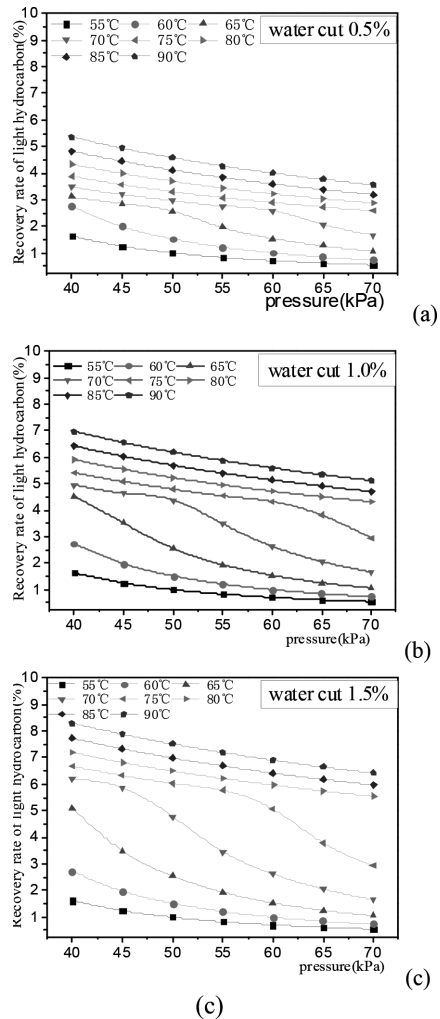 10
9
8
7
6
5
4
3
2
1
Recovery rate of light hydrocarbon(%)
55℃ 60℃ 65℃
70℃ 75℃ 80℃
85℃ 90℃
water cut 0.5%
40 45 50 55 60 65 70
pressure(kPa)
(a)
10
9
8
7
6
5
4
3
2
1
Recovery rate of light hydrocarbon(%)
55℃ 60℃ 65℃
70℃ 75℃ 80℃
85℃ 90℃
water cut 1.0%
40 45 50 55 60 65 70
pressure(kPa)
(b)
10
9
8
7
6
5
4
3
2
1
Recovery rate of light hydrocarbon(%)
55℃ 60℃ 65℃
70℃ 75℃ 80℃
85℃ 90℃
water cut 1.5%
40 45 50 55 60 65 70
pressure(kPa)
(c)
(c)